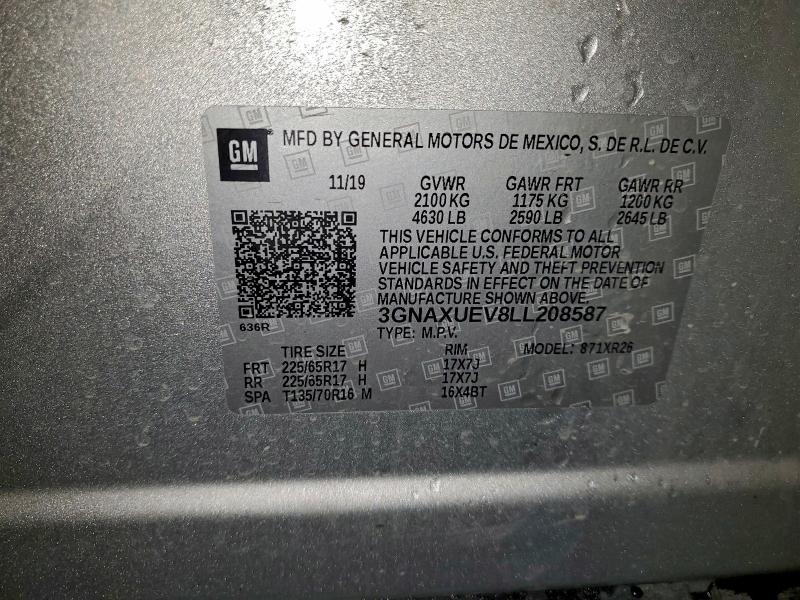 GM MFD BY GENERAL MOTORS DE MEXICO, S. DE R.L. DE C.V.
11/19 GVWR GAWR FRT GAWR RR
2100 KG 1175 KG 1200 KG
4630 LB 2590 LB 2645 LB
THIS VEHICLE CONFORMS TO ALL
APPLICABLE U.S. FEDERAL MOTOR
VEHICLE SAFETY AND THEFT PREVENTION
STANDARDS IN EFFECT ON THE DATE OF
MANUFACTURE SHOWN ABOVE.
3GNAXUEV8LL208587
636R
TYPE: M.P.V.
TIRE SIZE RIM MODEL: 871XR26
FRT 225/65R17 H 17X7J
RR 225/65R17 H 17X7J
SPA T135/70R16 M 16X4BT